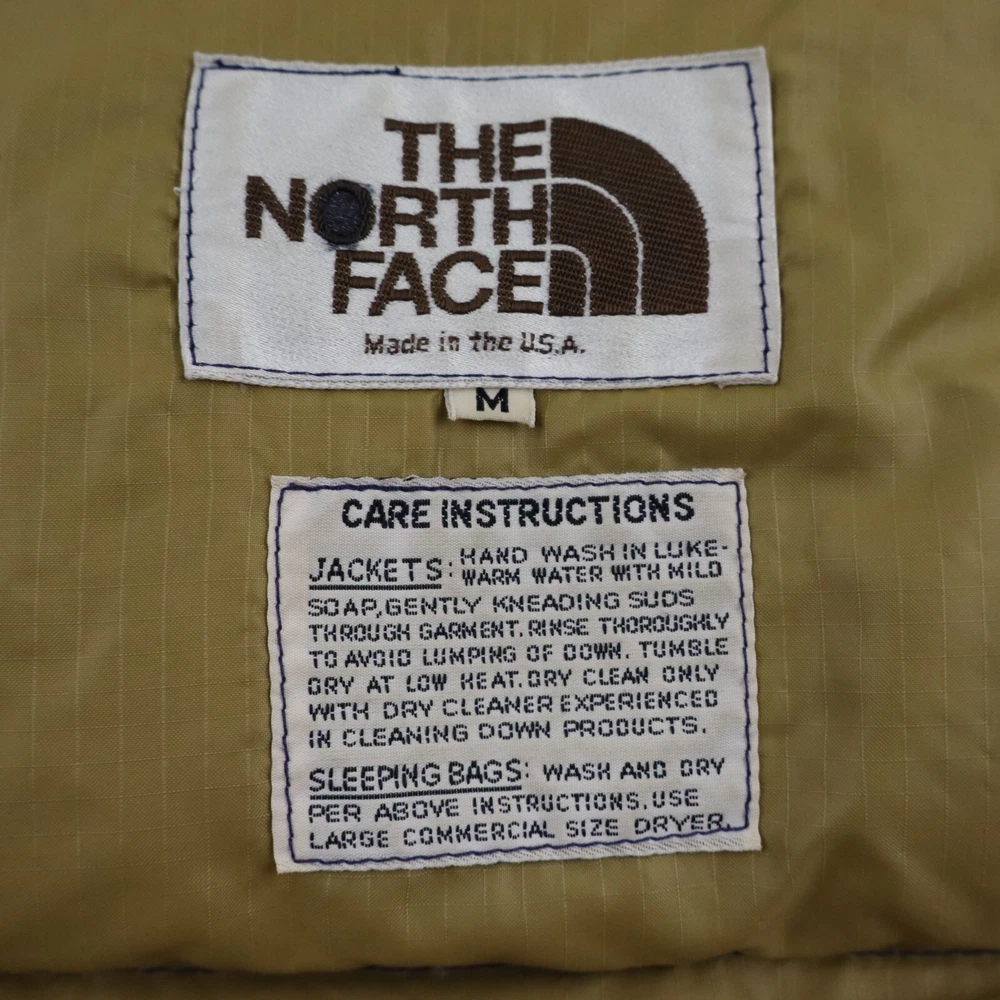 THE
NORTH
FACE
Made in the U.S.A.
M
CARE INSTRUCTIONS
JACKETS: HAND WASH IN LUKE-
WARM WATER WITH MILD
SOAP, GENTLY KNEADING SUDS
THROUGH GARMENT. RINSE THOROUGHLY
TO AVOID LUMPING OF DOWN. TUMBLE
DRY AT LOW HEAT. DRY CLEAN ONLY
WITH DRY CLEANER EXPERIENCED
IN CLEANING DOWN PRODUCTS.
SLEEPING BAGS: WASH AND DRY
PER ABOVE INSTRUCTIONS. USE
LARGE COMMERCIAL SIZE DRYER.